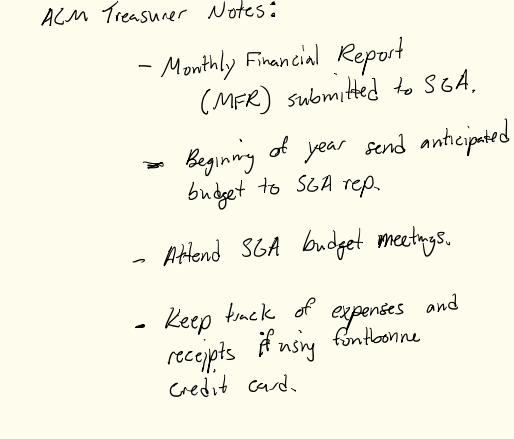 ACM Treasurer Notes:
- Monthly Financial Report
(MFR) submitted to SGA.
- Beginning of year send anticipated
budget to SGA rep.
- Attend SGA budget meetings.
- Keep track of expenses and
receipts if using fontbonne
credit card.